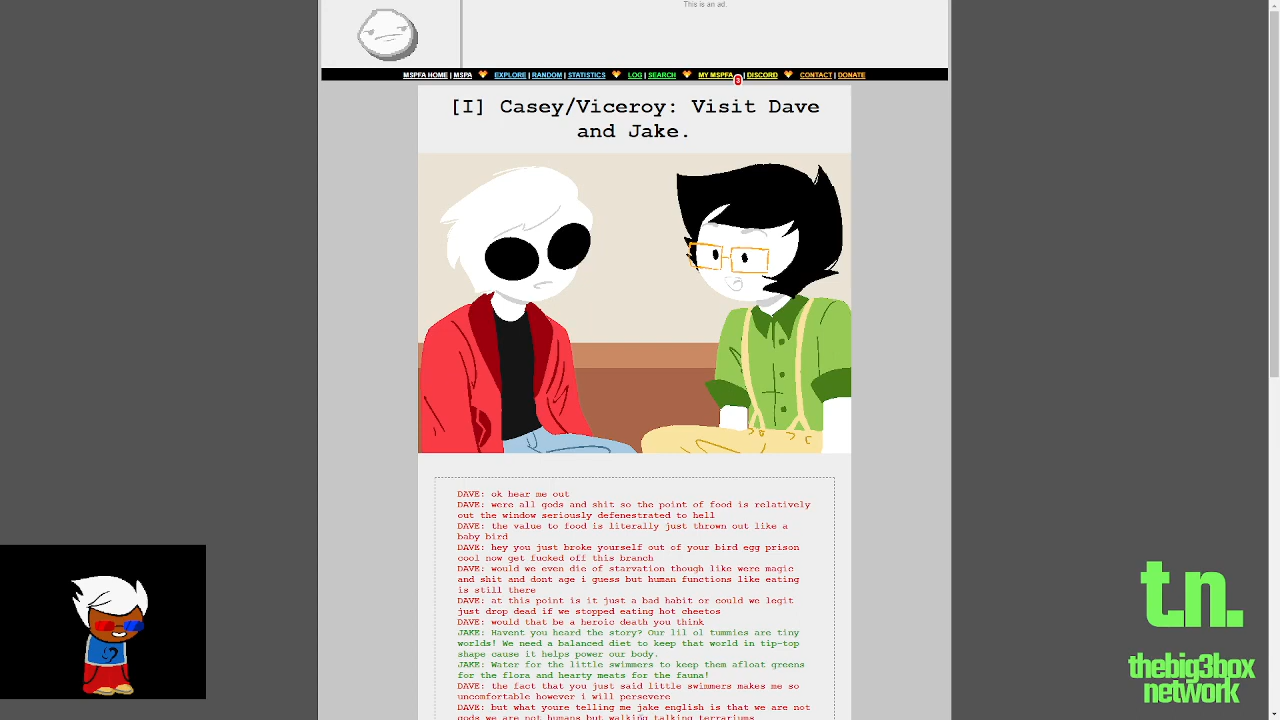 This is an ad.
MSPFA HOME | MSPA EXPLORE | RANDOM | STATISTICS LOG | SEARCH MY MSPFA | DISCORD CONTACT | DONATE
3
[I] Casey/Viceroy: Visit Dave
and Jake.
DAVE: ok hear me out
DAVE: were all gods and shit so the point of food is relatively
out the window seriously defenestrated to hell
DAVE: the value to food is literally just thrown out like a
baby bird
DAVE: hey you just broke yourself out of your bird egg prison
cool now get fucked off this branch
DAVE: would we even die of starvation though like were magic
and shit and dont age i guess but human functions like eating
is still there
DAVE: at this point is it just a bad habit or could we legit
just drop dead if we stopped eating hot cheetos
DAVE: would that be a heroic death you think
JAKE: Havent you heard the story? Our lil ol tummies are tiny
worlds! We need a balanced diet to keep that world in tip-top
shape cause it helps power our body.
JAKE: Water for the little swimmers to keep them afloat greens
for the flora and hearty meats for the fauna!
DAVE: the fact that you just said little swimmers makes me so
uncomfortable however i will persevere
DAVE: but what youre telling me jake english is that we are not
gods we are not humans but walking talking terrariums
?
t.n.
thebig3box
network